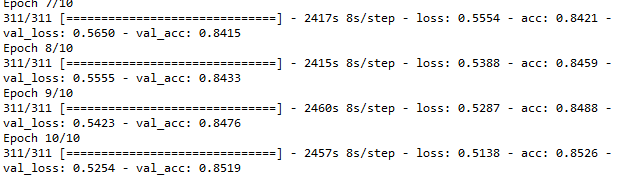 Epoch 7/10
311/311 [==============================] - 2417s 8s/step - loss: 0.5554 - acc: 0.8421 -
val_loss: 0.5650 - val_acc: 0.8415
Epoch 8/10
311/311 [==============================] - 2415s 8s/step - loss: 0.5388 - acc: 0.8459 -
val_loss: 0.5555 - val_acc: 0.8433
Epoch 9/10
311/311 [==============================] - 2460s 8s/step - loss: 0.5287 - acc: 0.8488 -
val_loss: 0.5423 - val_acc: 0.8476
Epoch 10/10
311/311 [==============================] - 2457s 8s/step - loss: 0.5138 - acc: 0.8526 -
val_loss: 0.5254 - val_acc: 0.8519